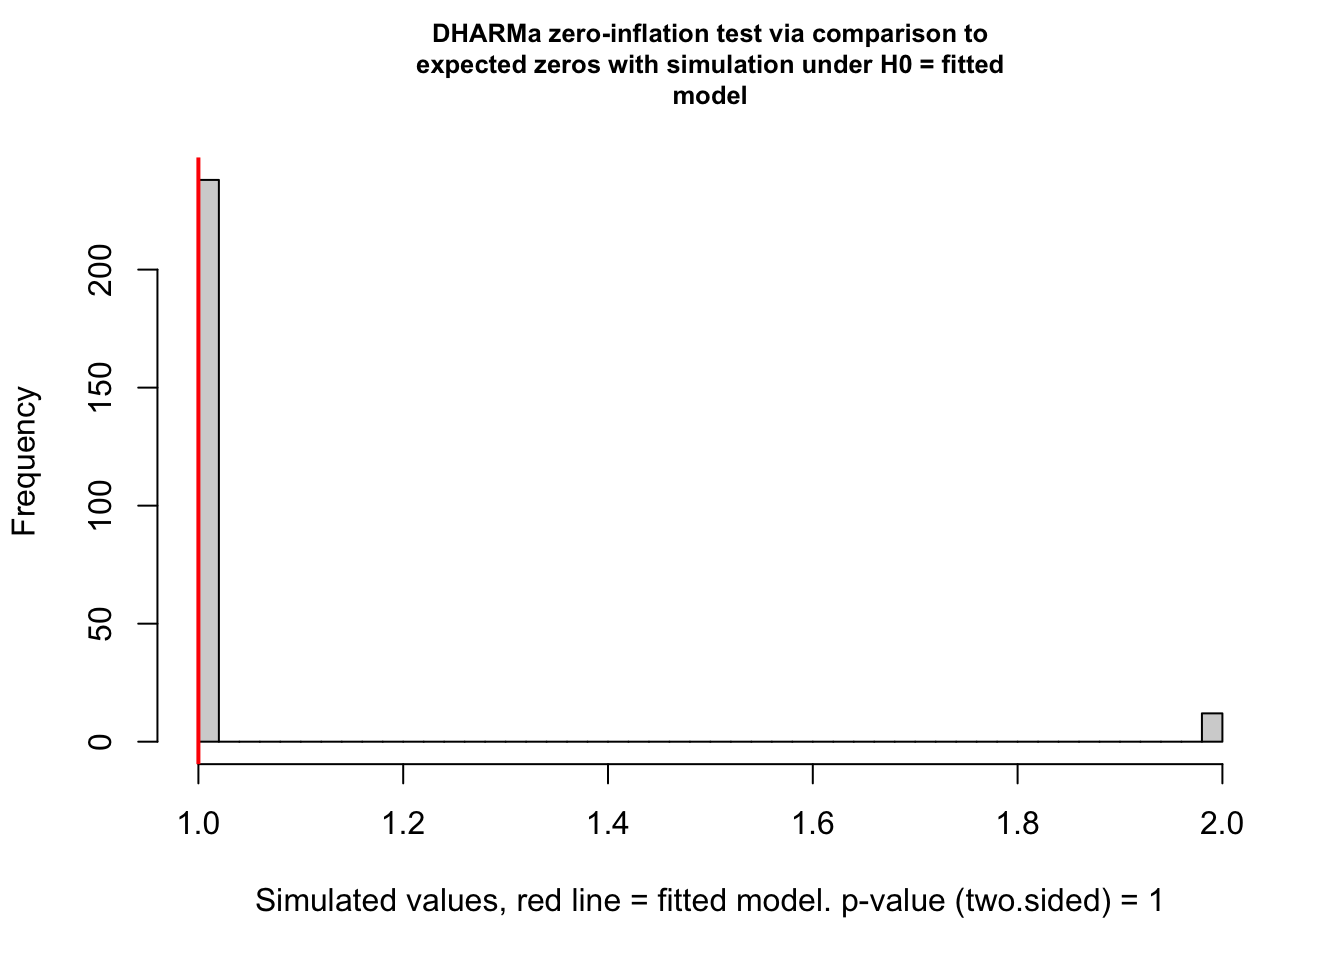 DHARMa zero-inflation test via comparison to
expected zeros with simulation under H0 = fitted
model
Frequency
200
150
100
50
0
1.0 1.2 1.4 1.6 1.8 2.0
Simulated values, red line = fitted model. p-value (two.sided) = 1